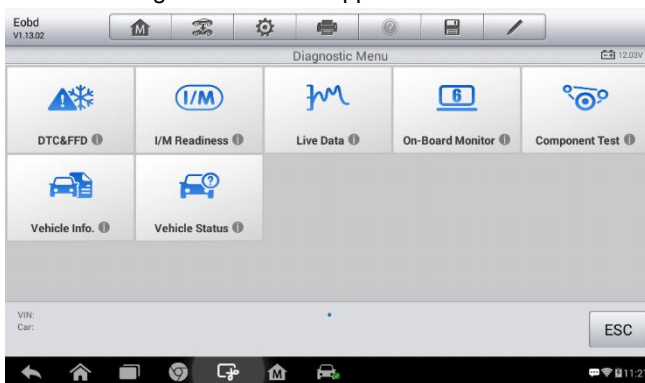 Eobd
V1.13.02
Diagnostic Menu
12.03V
DTC&FFD
I/M Readiness
(I/M)
Live Data
6
On-Board Monitor
Component Test
Vehicle Info.
Vehicle Status
VIN:
Car:
ESC